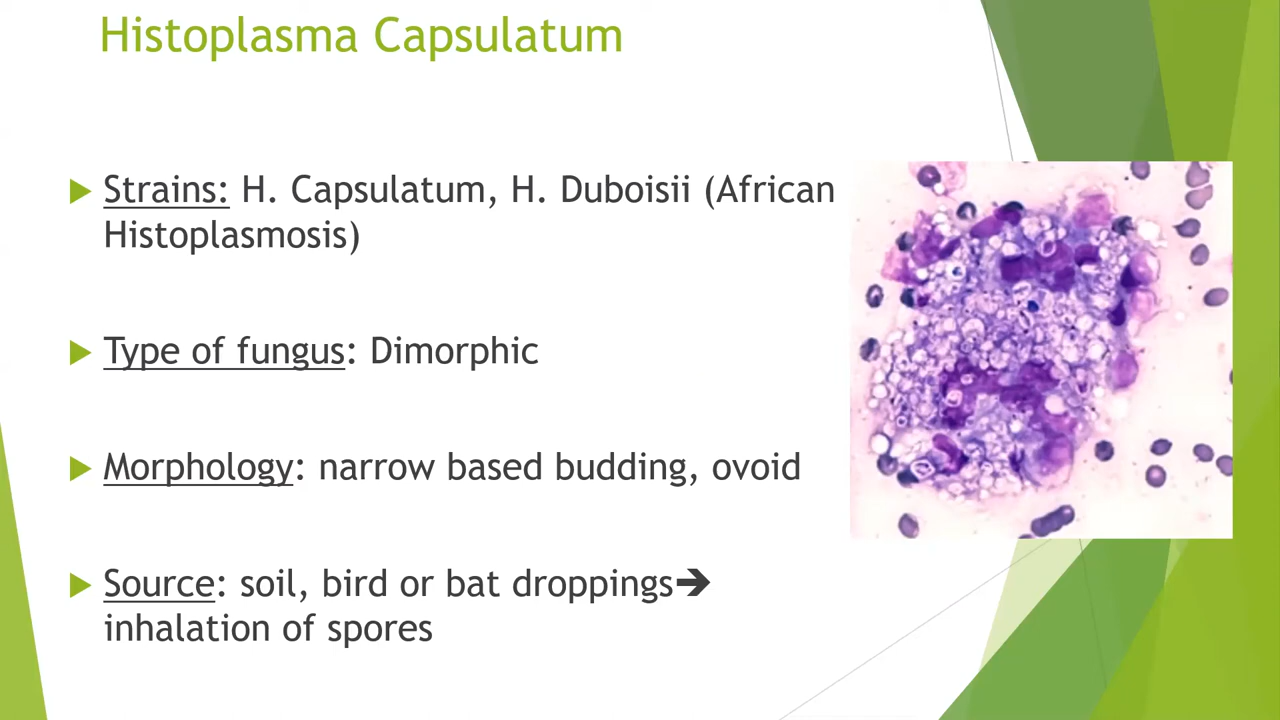 Histoplasma Capsulatum
Strains: H. Capsulatum, H. Duboisii (African
Histoplasmosis)
Type of fungus: Dimorphic
Morphology: narrow based budding, ovoid
Source: soil, bird or bat droppings➔
inhalation of spores